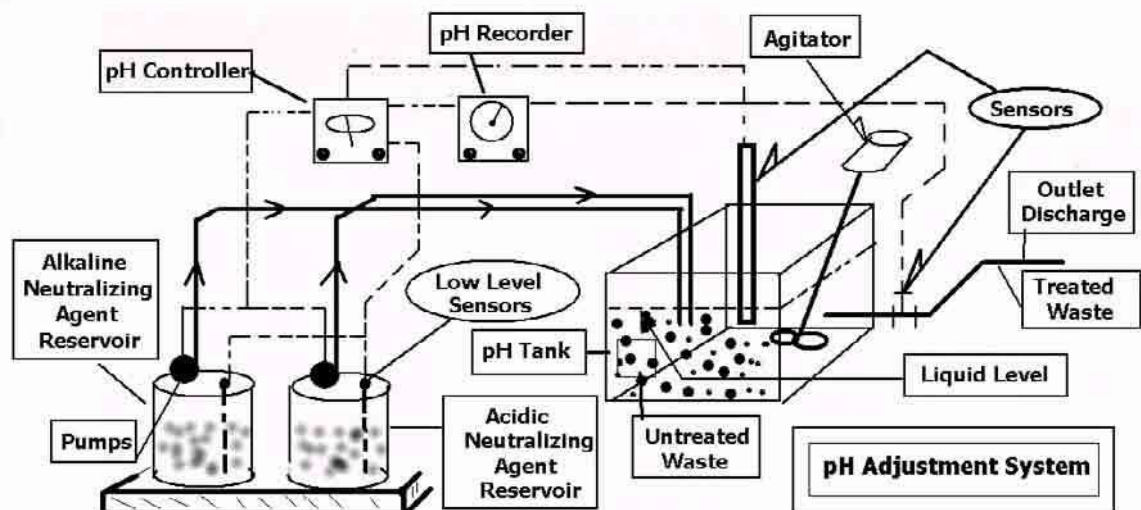 pH Recorder
Agitator
pH Controller
Sensors
Outlet
Discharge
Alkaline
Neutralizing
Agent
Reservoir
Low Level
Sensors
Treated
Waste
pH Tank
Liquid Level
Pumps
Acidic
Neutralizing
Agent
Reservoir
Untreated
Waste
pH Adjustment System